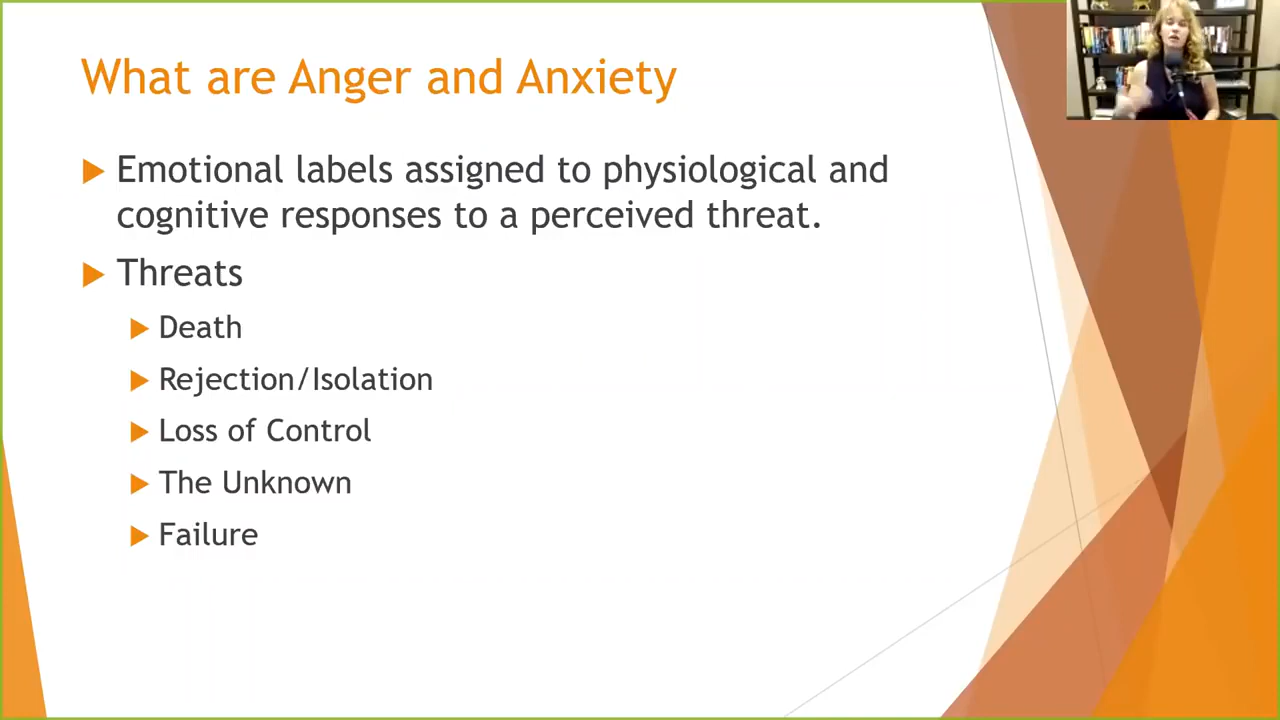 What are Anger and Anxiety
Emotional labels assigned to physiological and
cognitive responses to a perceived threat.
Threats
Death
Rejection/Isolation
Loss of Control
The Unknown
Failure